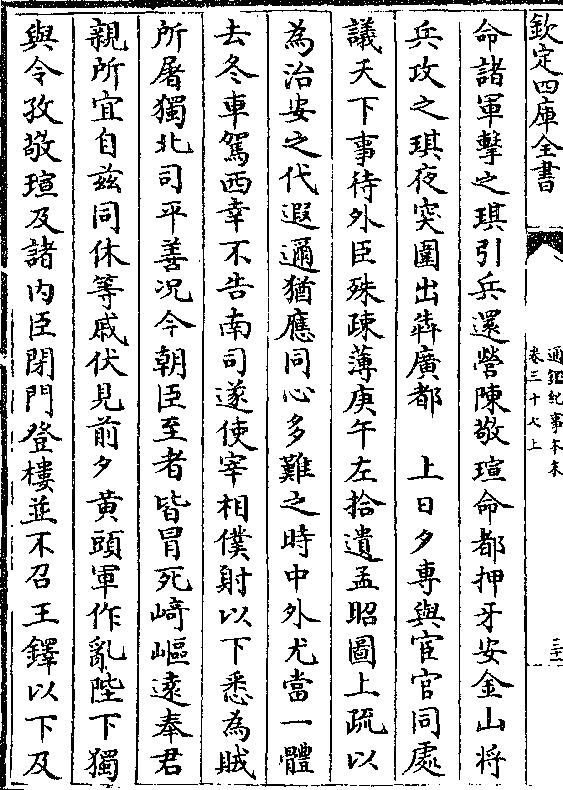 欽定四庫全書
通鑑紀事本末
卷三十七上
三
命諸軍擊之琪引兵還營陳敬瑄命都押牙安金山将
兵攻之琪夜突圍出犇廣都　上日夕專與宦官同處
議天下事待外臣殊疎薄庚午左拾遺孟昭圖上疏以
為治安之代遐邇猶應同心多難之時中外尤當一體
去冬車駕西幸不告南司遂使宰相僕射以下悉為賊
所屠獨北司平善况今朝臣至者皆冒死崎嶇遠奉君
親所宜自兹同休等戚伏見前夕黄頭軍作亂陛下獨
與令孜敬瑄及諸内臣閉門登樓並不召王鐸以下及